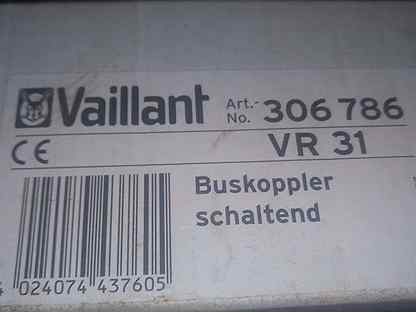 Vaillant Art.-No. 306 786
CE VR 31
Buskoppler
schaltend
4 024074 437605